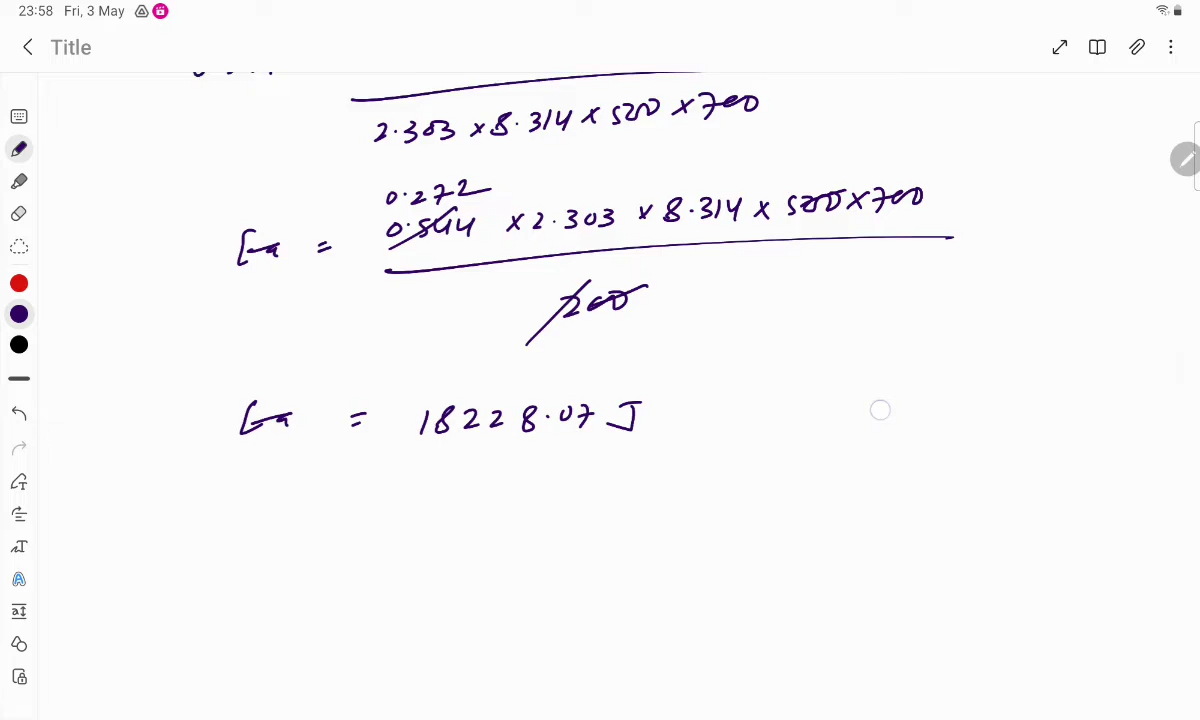 23:58 Fri, 3 May
Title
2.303 × 8.314 × 500 × 700
0.272
Ea = 0.544 × 2.303 × 8.314 × 500 × 700
200
Ea = 18228.07 J